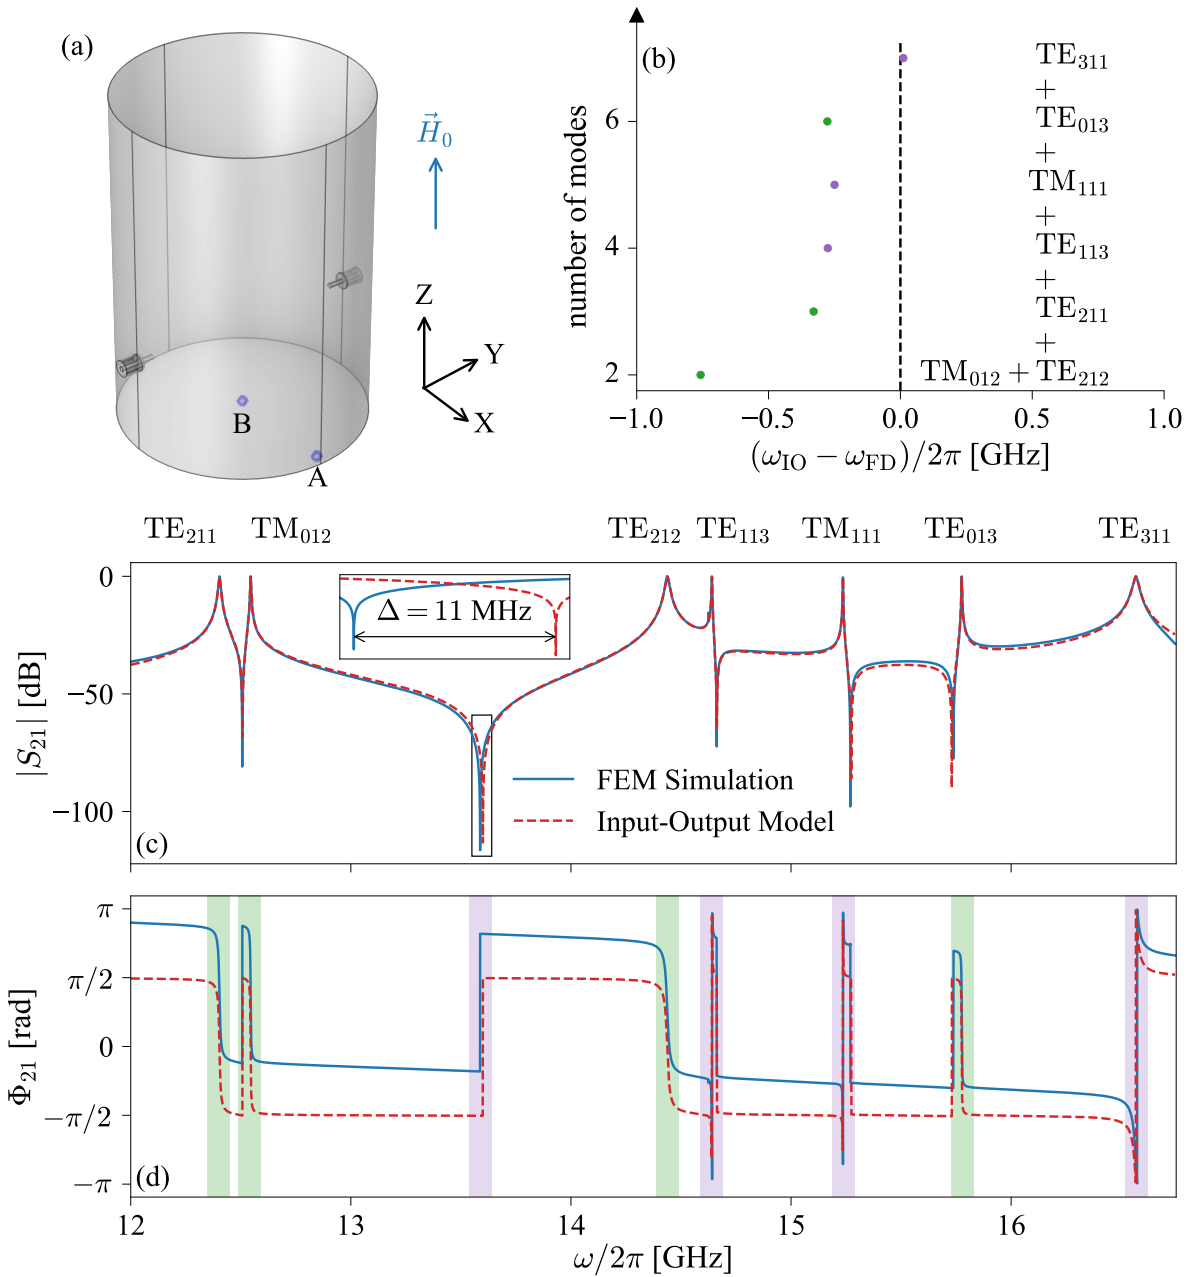 (a)
H⃗₀
Z
Y
X
B
A
(b)
number of modes
6
4
2
TE₃₁₁
+
TE₀₁₃
+
TM₁₁₁
+
TE₁₁₃
+
TE₂₁₁
+
TM₀₁₂ + TE₂₁₂
−1.0 −0.5 0.0 0.5 1.0
(ω_IO − ω_FD)/2π [GHz]
TE₂₁₁ TM₀₁₂ TE₂₁₂ TE₁₁₃ TM₁₁₁ TE₀₁₃ TE₃₁₁
|S₂₁| [dB]
0
−50
−100
Δ = 11 MHz
FEM Simulation
Input-Output Model
(c)
Φ₂₁ [rad]
π
π/2
0
−π/2
−π
(d)
12 13 14 15 16
ω/2π [GHz]